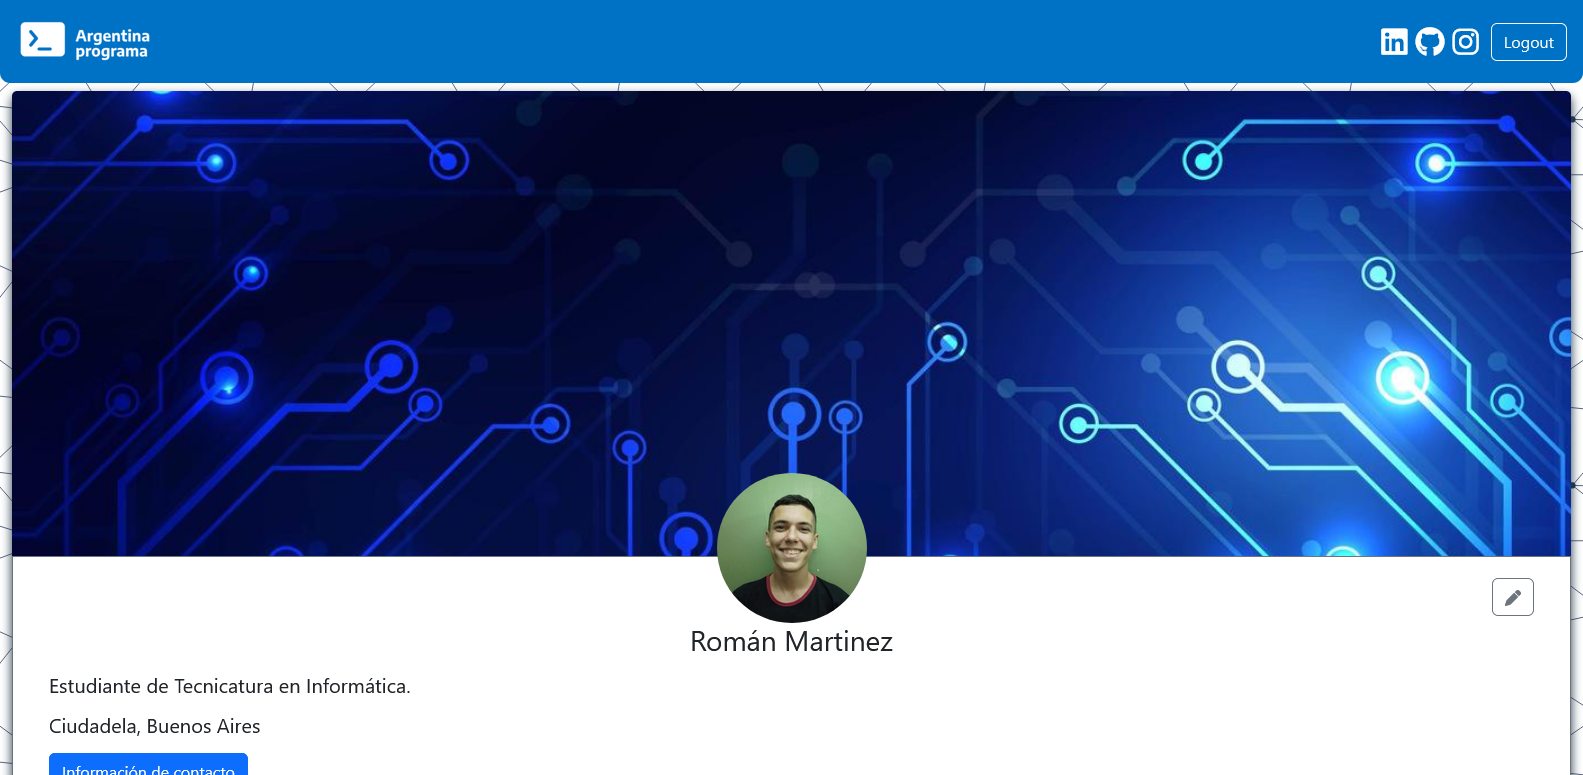 Argentina
programa
Logout
Román Martinez
Estudiante de Tecnicatura en Informática.
Ciudadela, Buenos Aires
Información de contacto